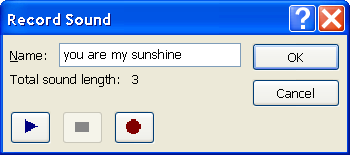 Record Sound
?
Name: you are my sunshine
OK
Total sound length: 3
Cancel